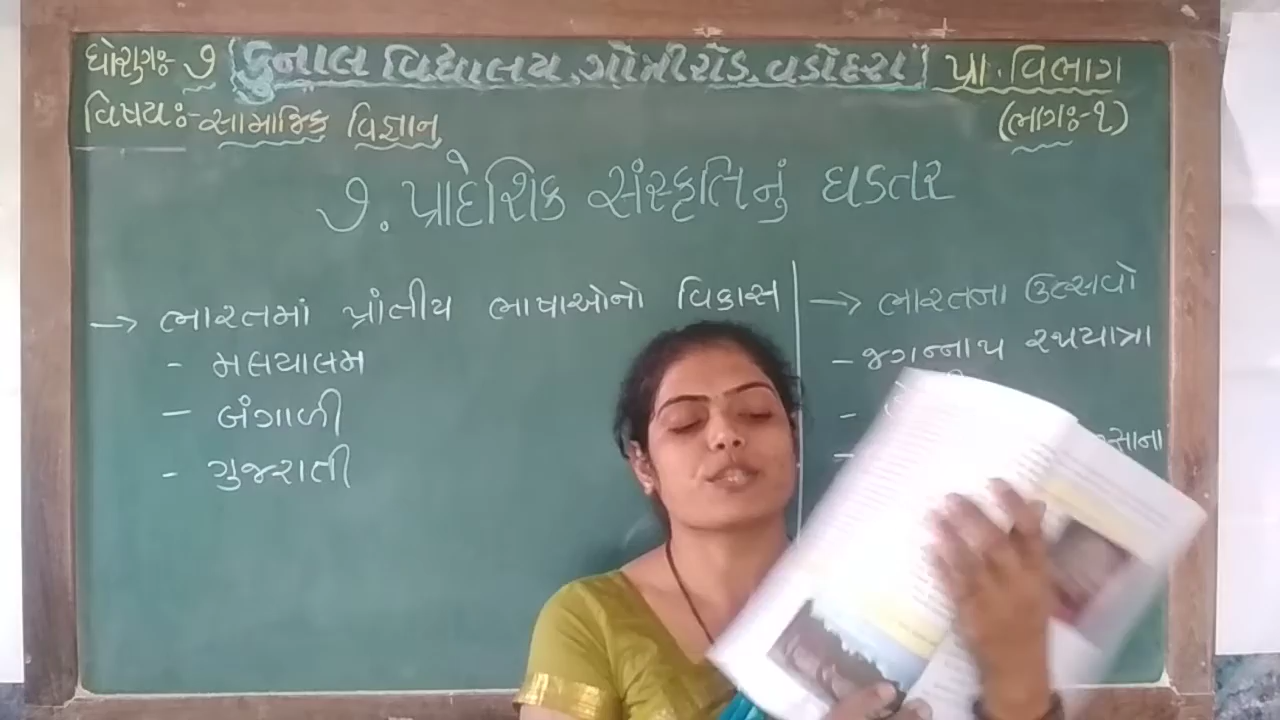 ધોરણઃ- ૭ કુનાલ વિદ્યાલય, ગોત્રીરોડ, વડોદરા પ્રા. વિભાગ
વિષયઃ- સામાજિક વિજ્ઞાન (ભાગઃ-૧)
૭. પ્રાદેશિક સંસ્કૃતિનું ઘડતર
→ ભારતમાં પ્રાંતીય ભાષાઓનો વિકાસ
- મલયાલમ
- બંગાળી
- ગુજરાતી
→ ભારતના ઉત્સવો
- જગન્નાથ રથયાત્રા